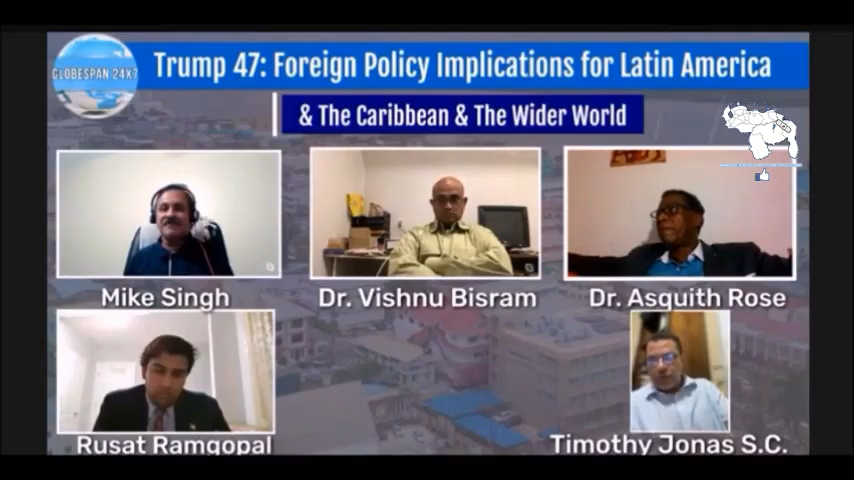 GLOBESPAN 24X7
Trump 47: Foreign Policy Implications for Latin America
& The Caribbean & The Wider World
Mike Singh
Dr. Vishnu Bisram
Dr. Asquith Rose
Rusat Ramgopal
Timothy Jonas S.C.